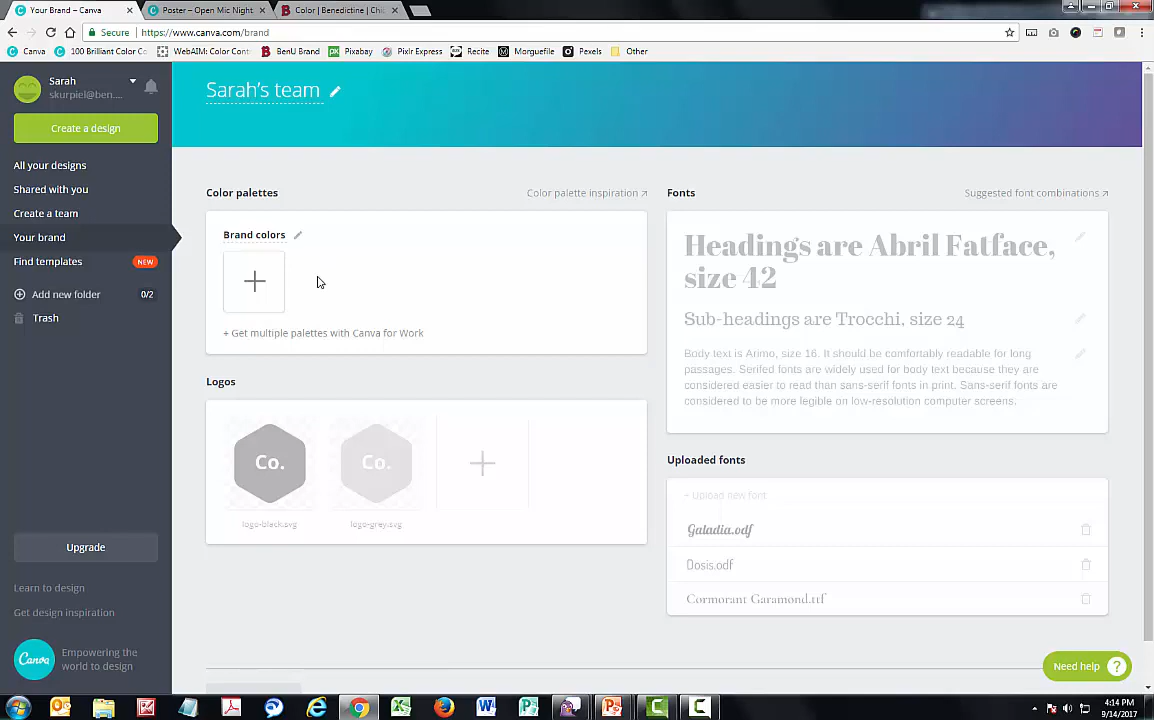 Your Brand – Canva
Poster – Open Mic Night
Color | Benedictine | Chic
Secure
https://www.canva.com/brand
Canva
100 Brilliant Color Co
WebAIM: Color Cont
BenU Brand
Pixabay
Pixlr Express
Recite
Morguefile
Pexels
Other
Sarah
skurpiel@ben....
Create a design
All your designs
Shared with you
Create a team
Your brand
Find templates
NEW
Add new folder
0/2
Trash
Upgrade
Learn to design
Get design inspiration
Canva
Empowering the
world to design
Sarah's team
Color palettes
Color palette inspiration
Brand colors
+ Get multiple palettes with Canva for Work
Logos
Co.
Co.
logo-black.svg
logo-grey.svg
Fonts
Suggested font combinations
Headings are Abril Fatface,
size 42
Sub-headings are Trocchi, size 24
Body text is Arimo, size 16. It should be comfortably readable for long
passages. Serifed fonts are widely used for body text because they are
considered easier to read than sans-serif fonts in print. Sans-serif fonts are
considered to be more legible on low-resolution computer screens.
Uploaded fonts
+ Upload new font
Galadia.odf
Dosis.odf
Cormorant Garamond.ttf
Need help ?
4:14 PM
9/14/2017